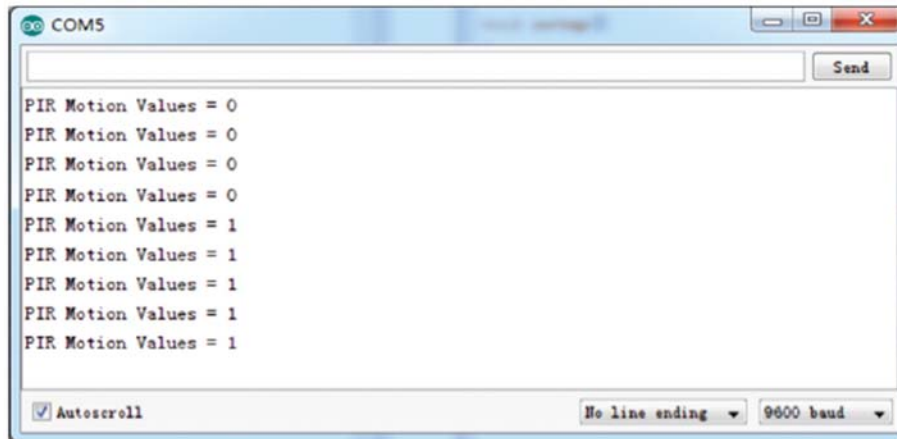 COM5
Send
PIR Motion Values = 0
PIR Motion Values = 0
PIR Motion Values = 0
PIR Motion Values = 0
PIR Motion Values = 1
PIR Motion Values = 1
PIR Motion Values = 1
PIR Motion Values = 1
PIR Motion Values = 1
Autoscroll
No line ending
9600 baud